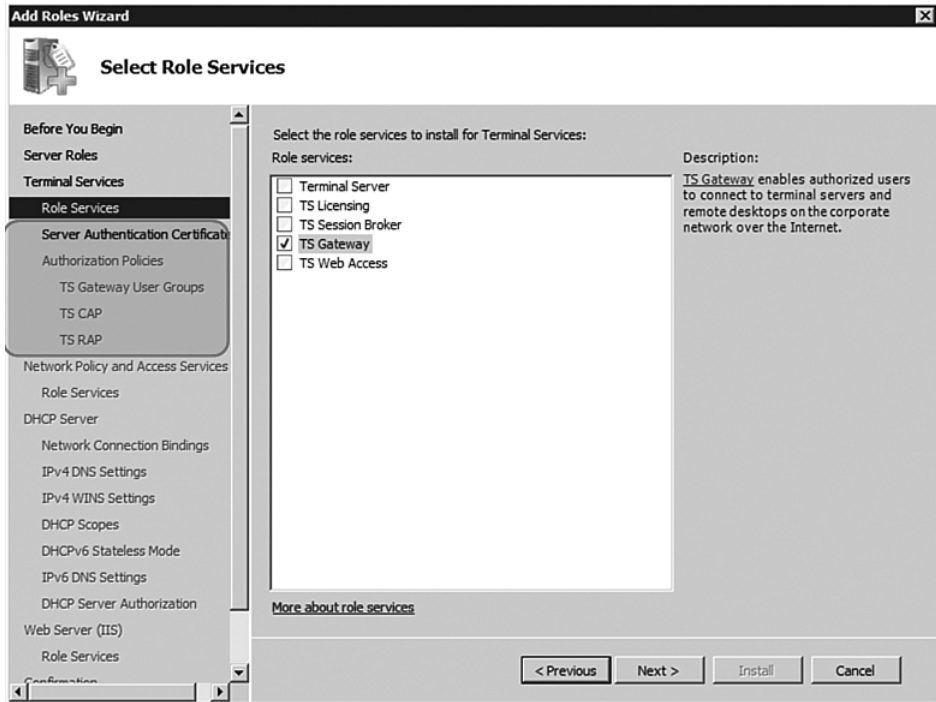 Add Roles Wizard
Select Role Services
Before You Begin
Server Roles
Terminal Services
Role Services
Server Authentication Certificate
Authorization Policies
TS Gateway User Groups
TS CAP
TS RAP
Network Policy and Access Services
Role Services
DHCP Server
Network Connection Bindings
IPv4 DNS Settings
IPv4 WINS Settings
DHCP Scopes
DHCPv6 Stateless Mode
IPv6 DNS Settings
DHCP Server Authorization
Web Server (IIS)
Role Services
Confirmation
Select the role services to install for Terminal Services:
Role services:
Terminal Server
TS Licensing
TS Session Broker
TS Gateway
TS Web Access
More about role services
Description:
TS Gateway enables authorized users
to connect to terminal servers and
remote desktops on the corporate
network over the Internet.
< Previous
Next >
Install
Cancel